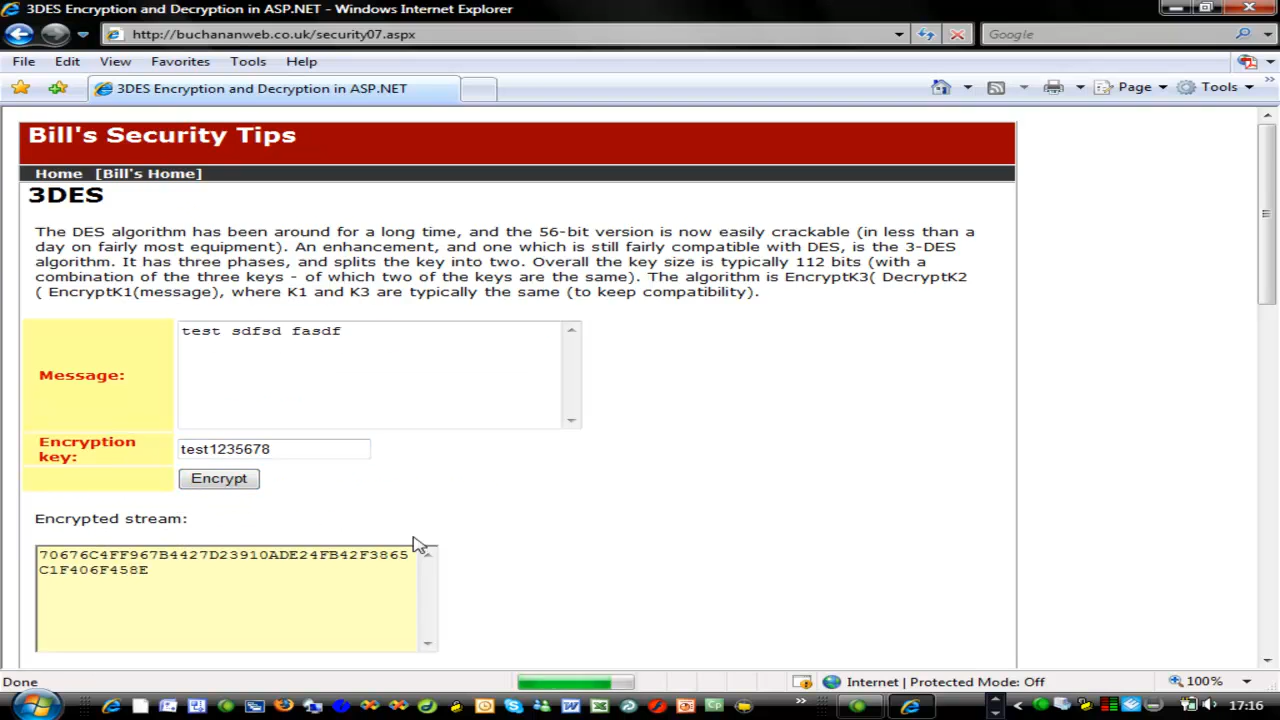 3DES Encryption and Decryption in ASP.NET - Windows Internet Explorer
http://buchananweb.co.uk/security07.aspx
Google
File Edit View Favorites Tools Help
3DES Encryption and Decryption in ASP.NET
Page Tools
Bill's Security Tips
Home [Bill's Home]
3DES
The DES algorithm has been around for a long time, and the 56-bit version is now easily crackable (in less than a
day on fairly most equipment). An enhancement, and one which is still fairly compatible with DES, is the 3-DES
algorithm. It has three phases, and splits the key into two. Overall the key size is typically 112 bits (with a
combination of the three keys - of which two of the keys are the same). The algorithm is EncryptK3( DecryptK2
( EncryptK1(message), where K1 and K3 are typically the same (to keep compatibility).
test sdfsd fasdf
Message:
Encryption
key:
test1235678
Encrypt
Encrypted stream:
70676C4FF967B4427D23910ADE24FB42F3865
C1F406F458E
Done
Internet | Protected Mode: Off
100%
17:16